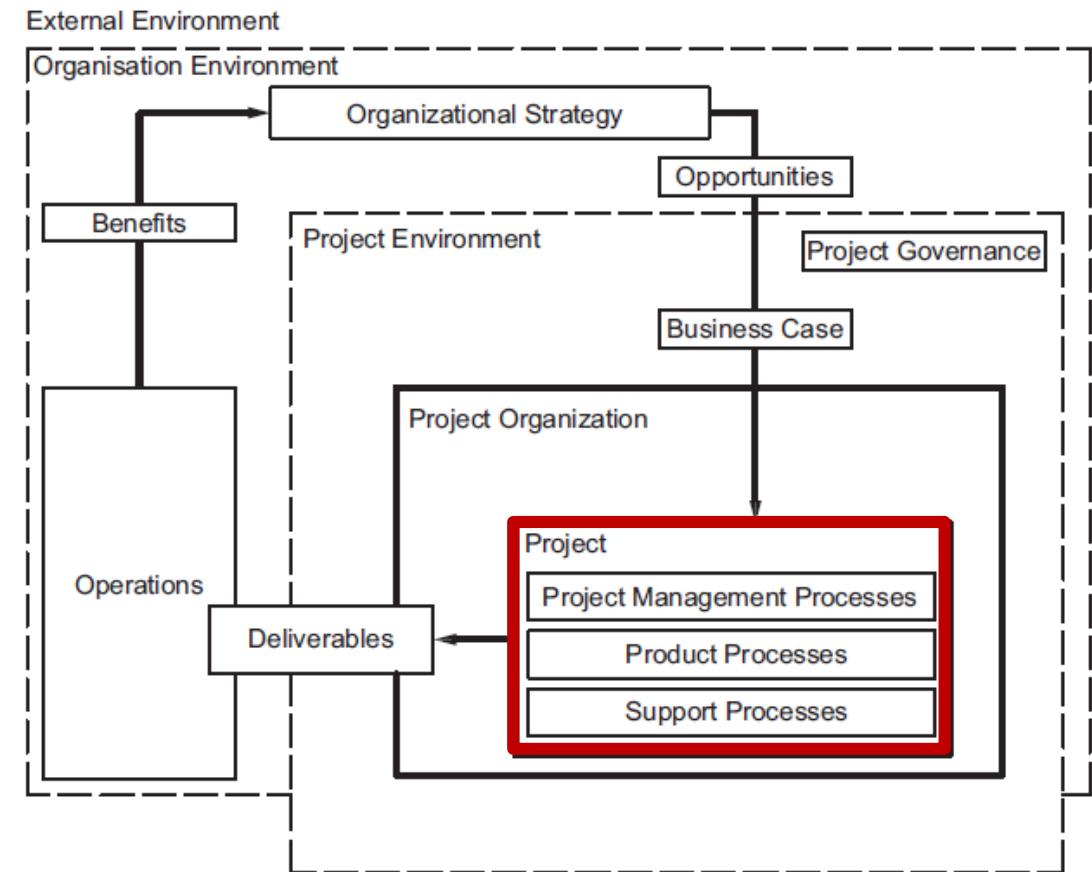 External Environment
Organisation Environment
Organizational Strategy
Opportunities
Benefits
Project Environment
Project Governance
Business Case
Project Organization
Project
Operations
Project Management Processes
Deliverables
Product Processes
Support Processes